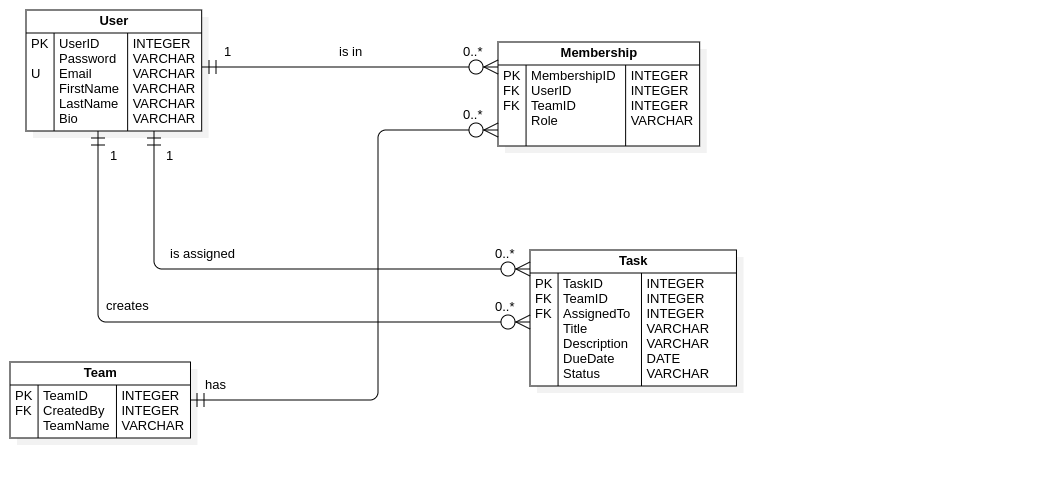 User
PK UserID INTEGER
Password VARCHAR
U Email VARCHAR
FirstName VARCHAR
LastName VARCHAR
Bio VARCHAR
1 is in 0..*
Membership
PK MembershipID INTEGER
FK UserID INTEGER
FK TeamID INTEGER
Role VARCHAR
0..*
1 1
is assigned 0..*
creates 0..*
Task
PK TaskID INTEGER
FK TeamID INTEGER
FK AssignedTo INTEGER
Title VARCHAR
Description VARCHAR
DueDate DATE
Status VARCHAR
Team
PK TeamID INTEGER
FK CreatedBy INTEGER
TeamName VARCHAR
has